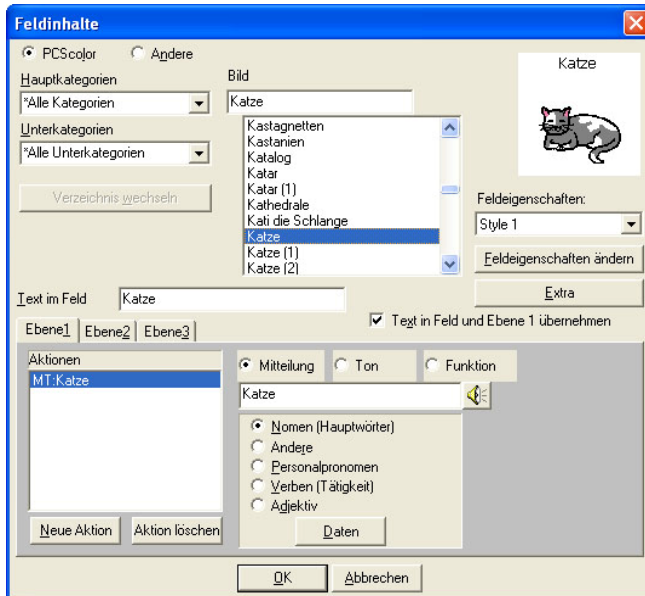 Feldinhalte
PCScolor
Andere
Hauptkategorien
*Alle Kategorien
Unterkategorien
*Alle Unterkategorien
Verzeichnis wechseln
Bild
Katze
Kastagnetten
Kastanien
Katalog
Katar
Katar (1)
Kathedrale
Kati die Schlange
Katze
Katze (1)
Katze (2)
Katze
Feldeigenschaften:
Style 1
Feldeigenschaften ändern
Extra
Text im Feld
Katze
Text in Feld und Ebene 1 übernehmen
Ebene1
Ebene2
Ebene3
Aktionen
MT:Katze
Neue Aktion
Aktion löschen
Mitteilung
Ton
Funktion
Katze
Nomen (Hauptwörter)
Andere
Personalpronomen
Verben (Tätigkeit)
Adjektiv
Daten
OK
Abbrechen